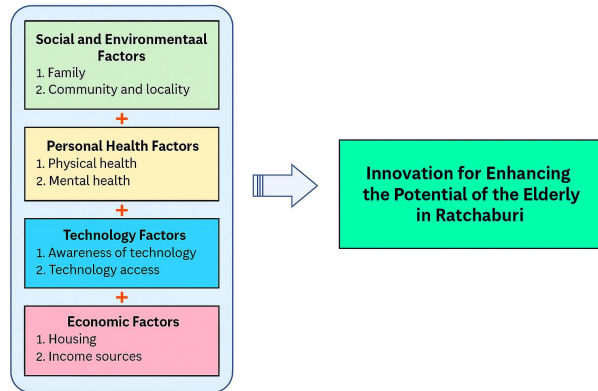 Social and Environmentaal
Factors
1. Family
2. Community and locality
+
Personal Health Factors
1. Physical health
2. Mental health
+
Technology Factors
1. Awareness of technology
2. Technology access
+
Economic Factors
1. Housing
2. Income sources
Innovation for Enhancing
the Potential of the Elderly
in Ratchaburi